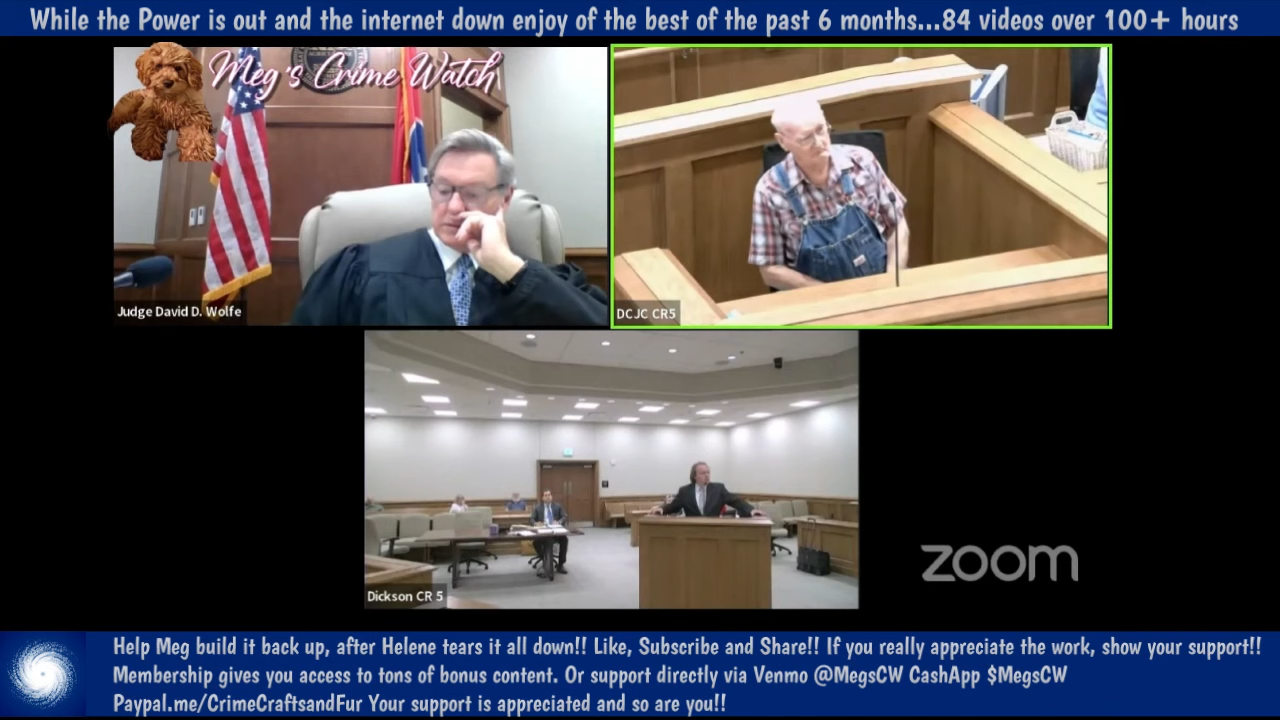 While the Power is out and the internet down enjoy of the best of the past 6 months...84 videos over 100+ hours
Meg's Crime Watch
Judge David D. Wolfe
DCJC CR5
Dickson CR 5
zoom
Help Meg build it back up, after Helene tears it all down!! Like, Subscribe and Share!! If you really appreciate the work, show your support!!
Membership gives you access to tons of bonus content. Or support directly via Venmo @MegsCW CashApp $MegsCW
Paypal.me/CrimeCraftsandFur Your support is appreciated and so are you!!